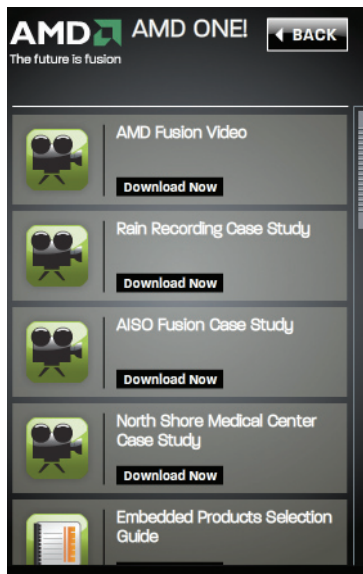 AMD AMD ONE! BACK
The future is fusion
AMD Fusion Video
Download Now
Rain Recording Case Study
Download Now
AISO Fusion Case Study
Download Now
North Shore Medical Center
Case Study
Download Now
Embedded Products Selection
Guide